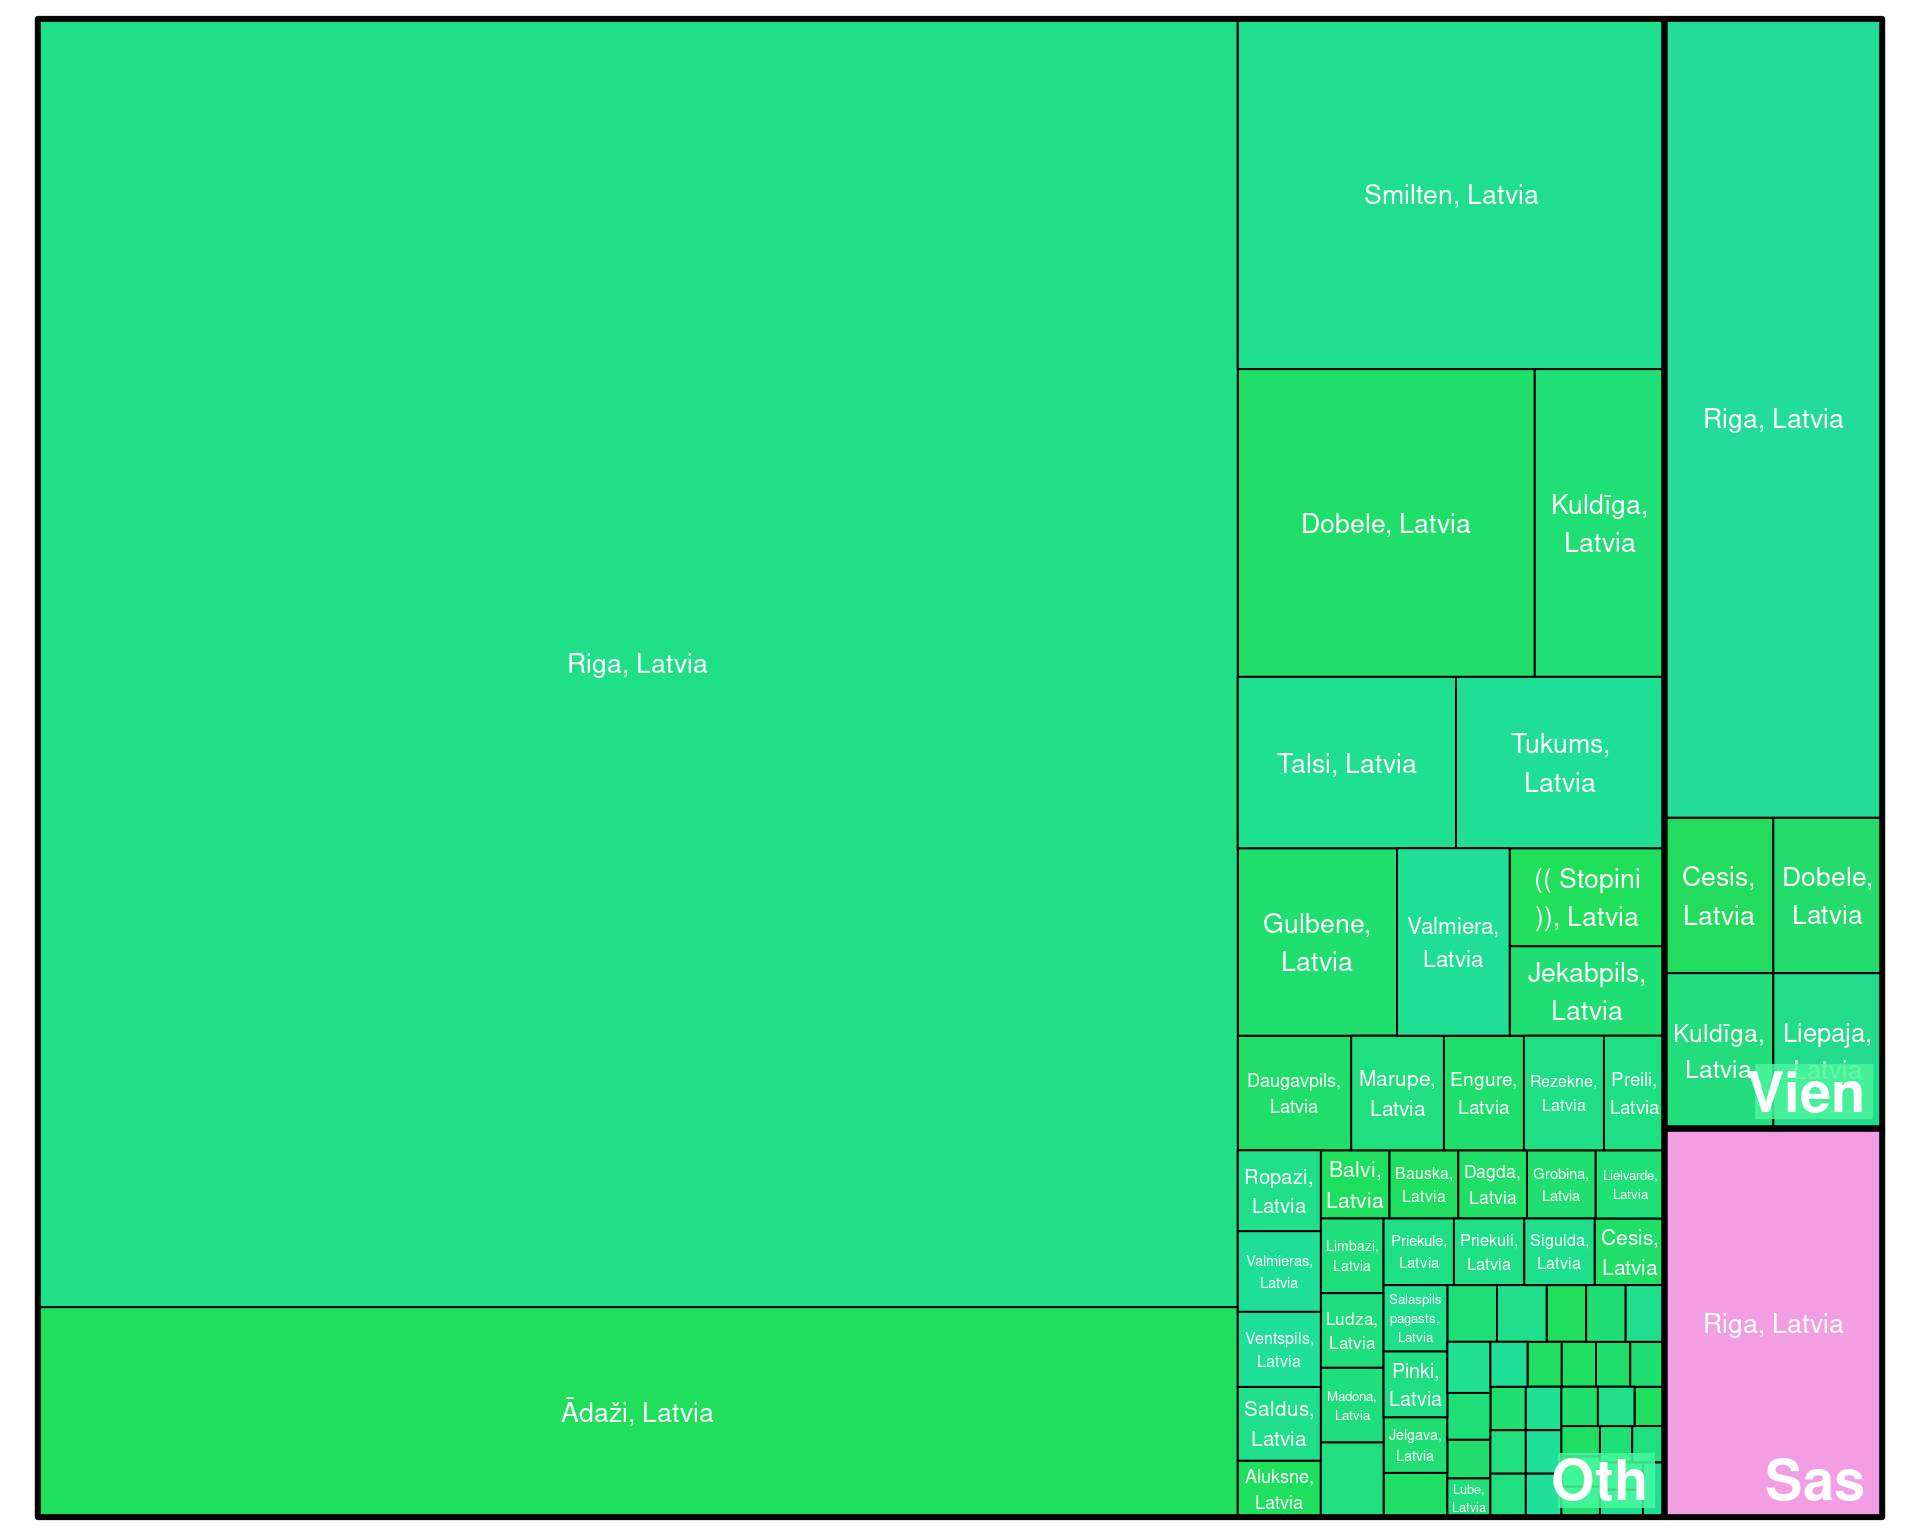 Riga, Latvia
Ādaži, Latvia
Smilten, Latvia
Dobele, Latvia
Kuldīga,
Latvia
Talsi, Latvia
Tukums,
Latvia
Gulbene,
Latvia
Valmiera,
Latvia
(( Stopini
)), Latvia
Jekabpils,
Latvia
Daugavpils,
Latvia
Marupe,
Latvia
Engure,
Latvia
Rezekne,
Latvia
Preili,
Latvia
Ropazi,
Latvia
Balvi,
Latvia
Bauska,
Latvia
Dagda,
Latvia
Grobina,
Latvia
Lielvarde,
Latvia
Valmieras,
Latvia
Limbazi,
Latvia
Priekule,
Latvia
Priekuli,
Latvia
Sigulda,
Latvia
Cesis,
Latvia
Ventspils,
Latvia
Ludza,
Latvia
Salaspils
pagasts,
Latvia
Pinki,
Latvia
Saldus,
Latvia
Madona,
Latvia
Jelgava,
Latvia
Aluksne,
Latvia
Lube,
Latvia
Oth
Riga, Latvia
Cesis,
Latvia
Dobele,
Latvia
Kuldīga,
Latvia
Liepaja,
Latvia
Vien
Riga, Latvia
Sas